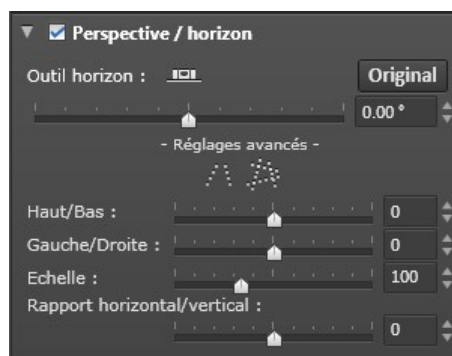 Perspective / horizon
Outil horizon : Original
0.00 °
- Réglages avancés -
Haut/Bas : 0
Gauche/Droite : 0
Echelle : 100
Rapport horizontal/vertical :
0